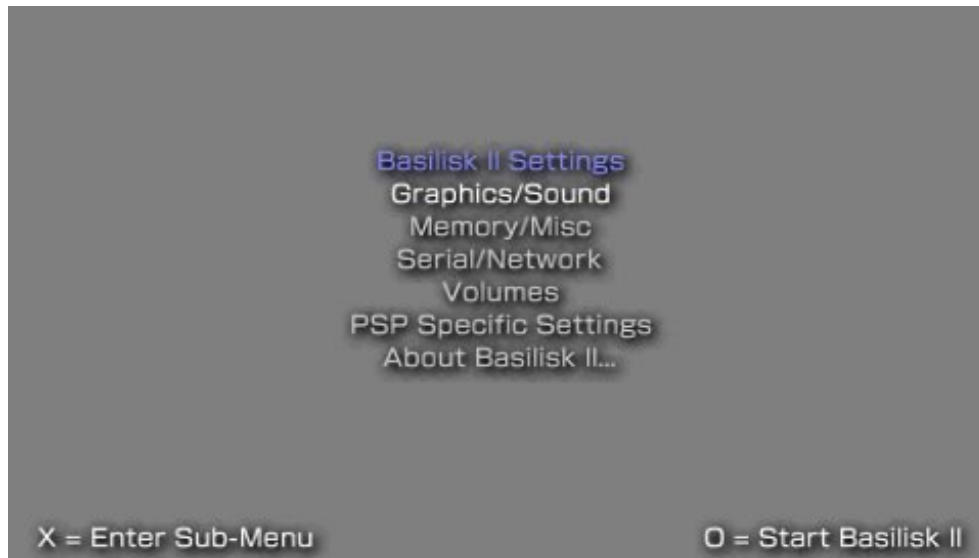 Basilisk II Settings
Graphics/Sound
Memory/Misc
Serial/Network
Volumes
PSP Specific Settings
About Basilisk II...
X = Enter Sub-Menu
O = Start Basilisk II